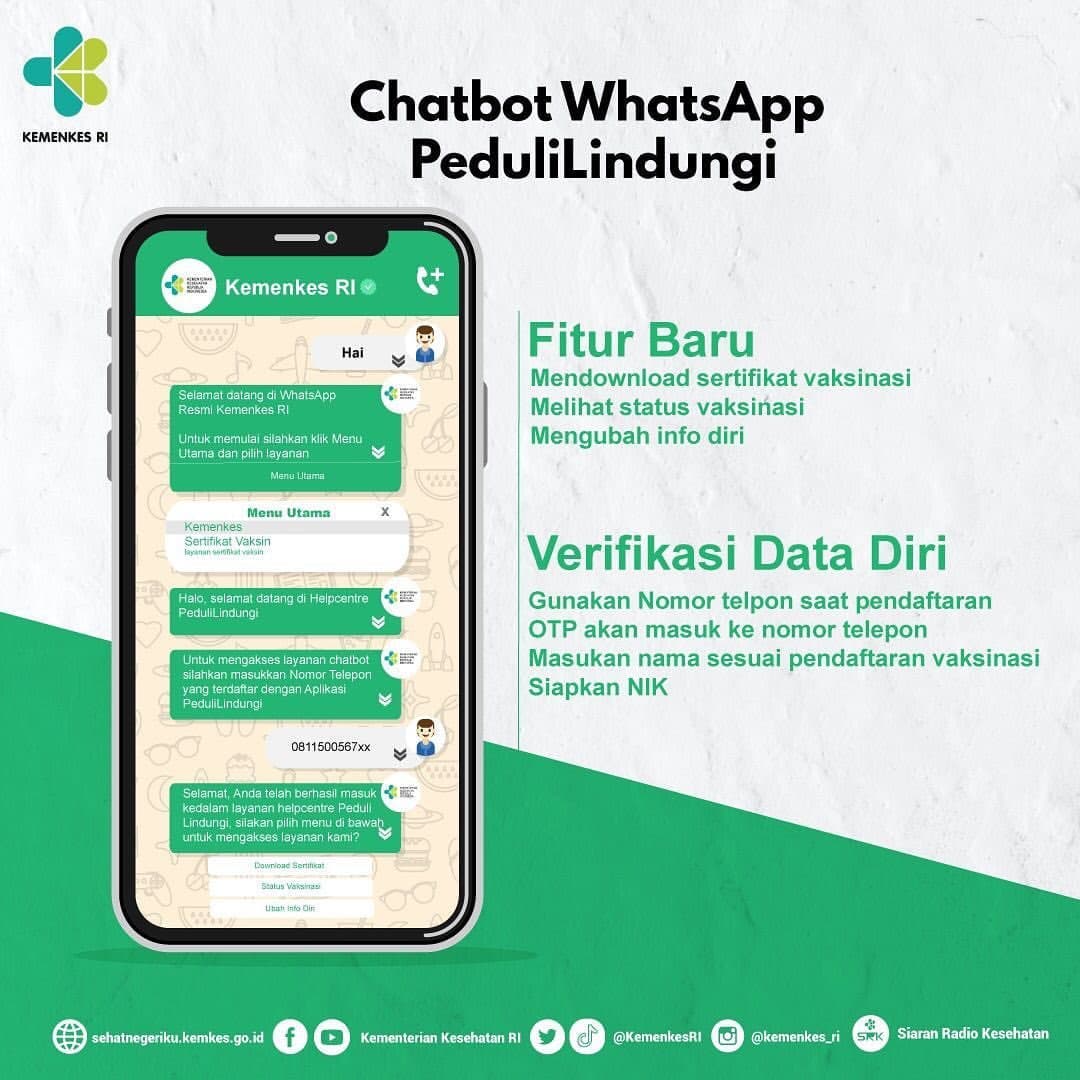 KEMENKES RI
Chatbot WhatsApp
PeduliLindungi
KEMENTERIAN
KESEHATAN
REPUBLIK
INDONESIA
Kemenkes RI
Hai
Selamat datang di WhatsApp
Resmi Kemenkes RI
Untuk memulai silahkan klik Menu
Utama dan pilih layanan
Menu Utama
Menu Utama X
Kemenkes
Sertifikat Vaksin
layanan sertifikat vaksin
Halo, selamat datang di Helpcentre
PeduliLindungi
Untuk mengakses layanan chatbot
silahkan masukkan Nomor Telepon
yang terdaftar dengan Aplikasi
PeduliLindungi
0811500567xx
Selamat, Anda telah berhasil masuk
kedalam layanan helpcentre Peduli
Lindungi, silakan pilih menu di bawah
untuk mengakses layanan kami?
Download Sertifikat
Status Vaksinasi
Ubah Info Diri
Fitur Baru
Mendownload sertifikat vaksinasi
Melihat status vaksinasi
Mengubah info diri
Verifikasi Data Diri
Gunakan Nomor telpon saat pendaftaran
OTP akan masuk ke nomor telepon
Masukan nama sesuai pendaftaran vaksinasi
Siapkan NIK
sehatnegeriku.kemkes.go.id Kementerian Kesehatan RI @KemenkesRI @kemenkes_ri SRK Siaran Radio Kesehatan